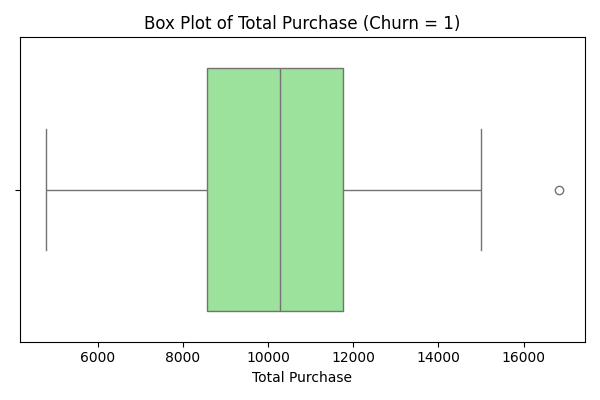 Box Plot of Total Purchase (Churn = 1)
6000 8000 10000 12000 14000 16000
Total Purchase